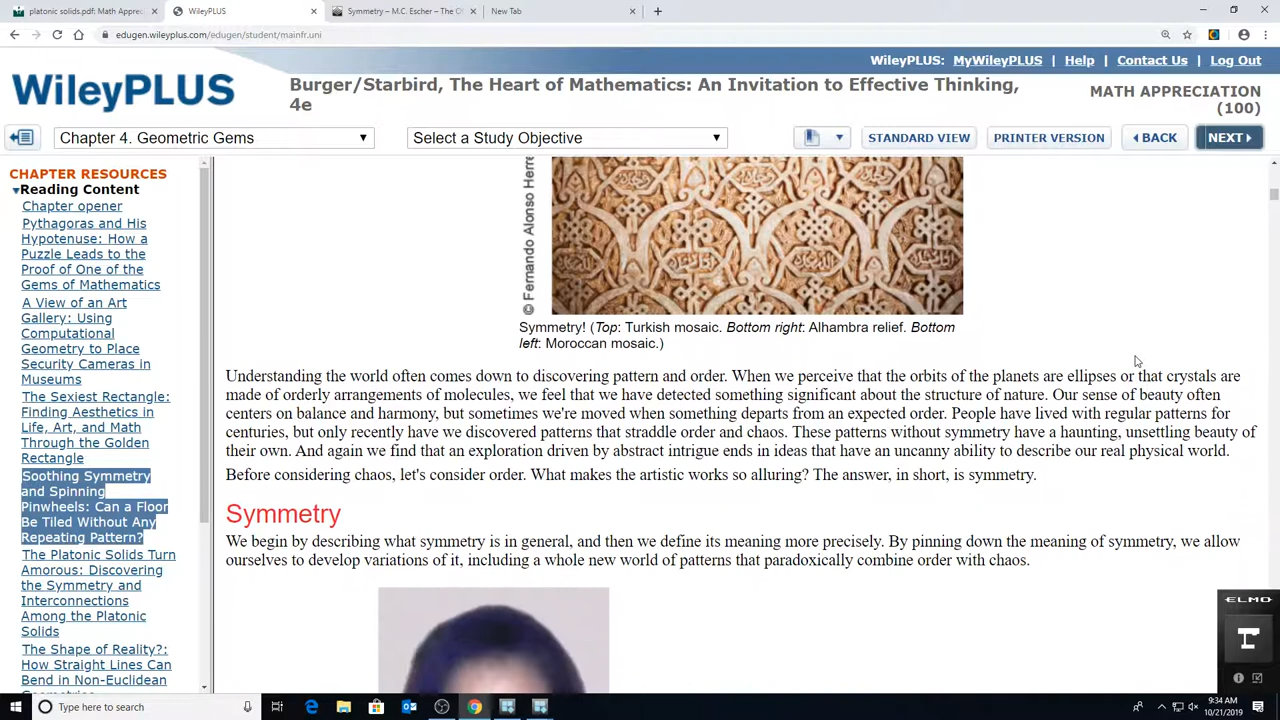 platonic solids.pdf: Math Apprec
WileyPLUS
Symmetry – M.C. Escher – The O
New Tab
edugen.wileyplus.com/edugen/student/mainfr.uni
WileyPLUS: MyWileyPLUS | Help | Contact Us | Log Out
WileyPLUS
Burger/Starbird, The Heart of Mathematics: An Invitation to Effective Thinking,
4e
MATH APPRECIATION
(100)
Chapter 4. Geometric Gems
Select a Study Objective
STANDARD VIEW
PRINTER VERSION
BACK
NEXT
CHAPTER RESOURCES
Reading Content
Chapter opener
Pythagoras and His
Hypotenuse: How a
Puzzle Leads to the
Proof of One of the
Gems of Mathematics
A View of an Art
Gallery: Using
Computational
Geometry to Place
Security Cameras in
Museums
The Sexiest Rectangle:
Finding Aesthetics in
Life, Art, and Math
Through the Golden
Rectangle
Soothing Symmetry
and Spinning
Pinwheels: Can a Floor
Be Tiled Without Any
Repeating Pattern?
The Platonic Solids Turn
Amorous: Discovering
the Symmetry and
Interconnections
Among the Platonic
Solids
The Shape of Reality?:
How Straight Lines Can
Bend in Non-Euclidean
© Fernando Alonso Herre
Symmetry! (Top: Turkish mosaic. Bottom right: Alhambra relief. Bottom
left: Moroccan mosaic.)
Understanding the world often comes down to discovering pattern and order. When we perceive that the orbits of the planets are ellipses or that crystals are
made of orderly arrangements of molecules, we feel that we have detected something significant about the structure of nature. Our sense of beauty often
centers on balance and harmony, but sometimes we're moved when something departs from an expected order. People have lived with regular patterns for
centuries, but only recently have we discovered patterns that straddle order and chaos. These patterns without symmetry have a haunting, unsettling beauty of
their own. And again we find that an exploration driven by abstract intrigue ends in ideas that have an uncanny ability to describe our real physical world.
Before considering chaos, let's consider order. What makes the artistic works so alluring? The answer, in short, is symmetry.
Symmetry
We begin by describing what symmetry is in general, and then we define its meaning more precisely. By pinning down the meaning of symmetry, we allow
ourselves to develop variations of it, including a whole new world of patterns that paradoxically combine order with chaos.
ELMO
Type here to search
9:34 AM
10/21/2019